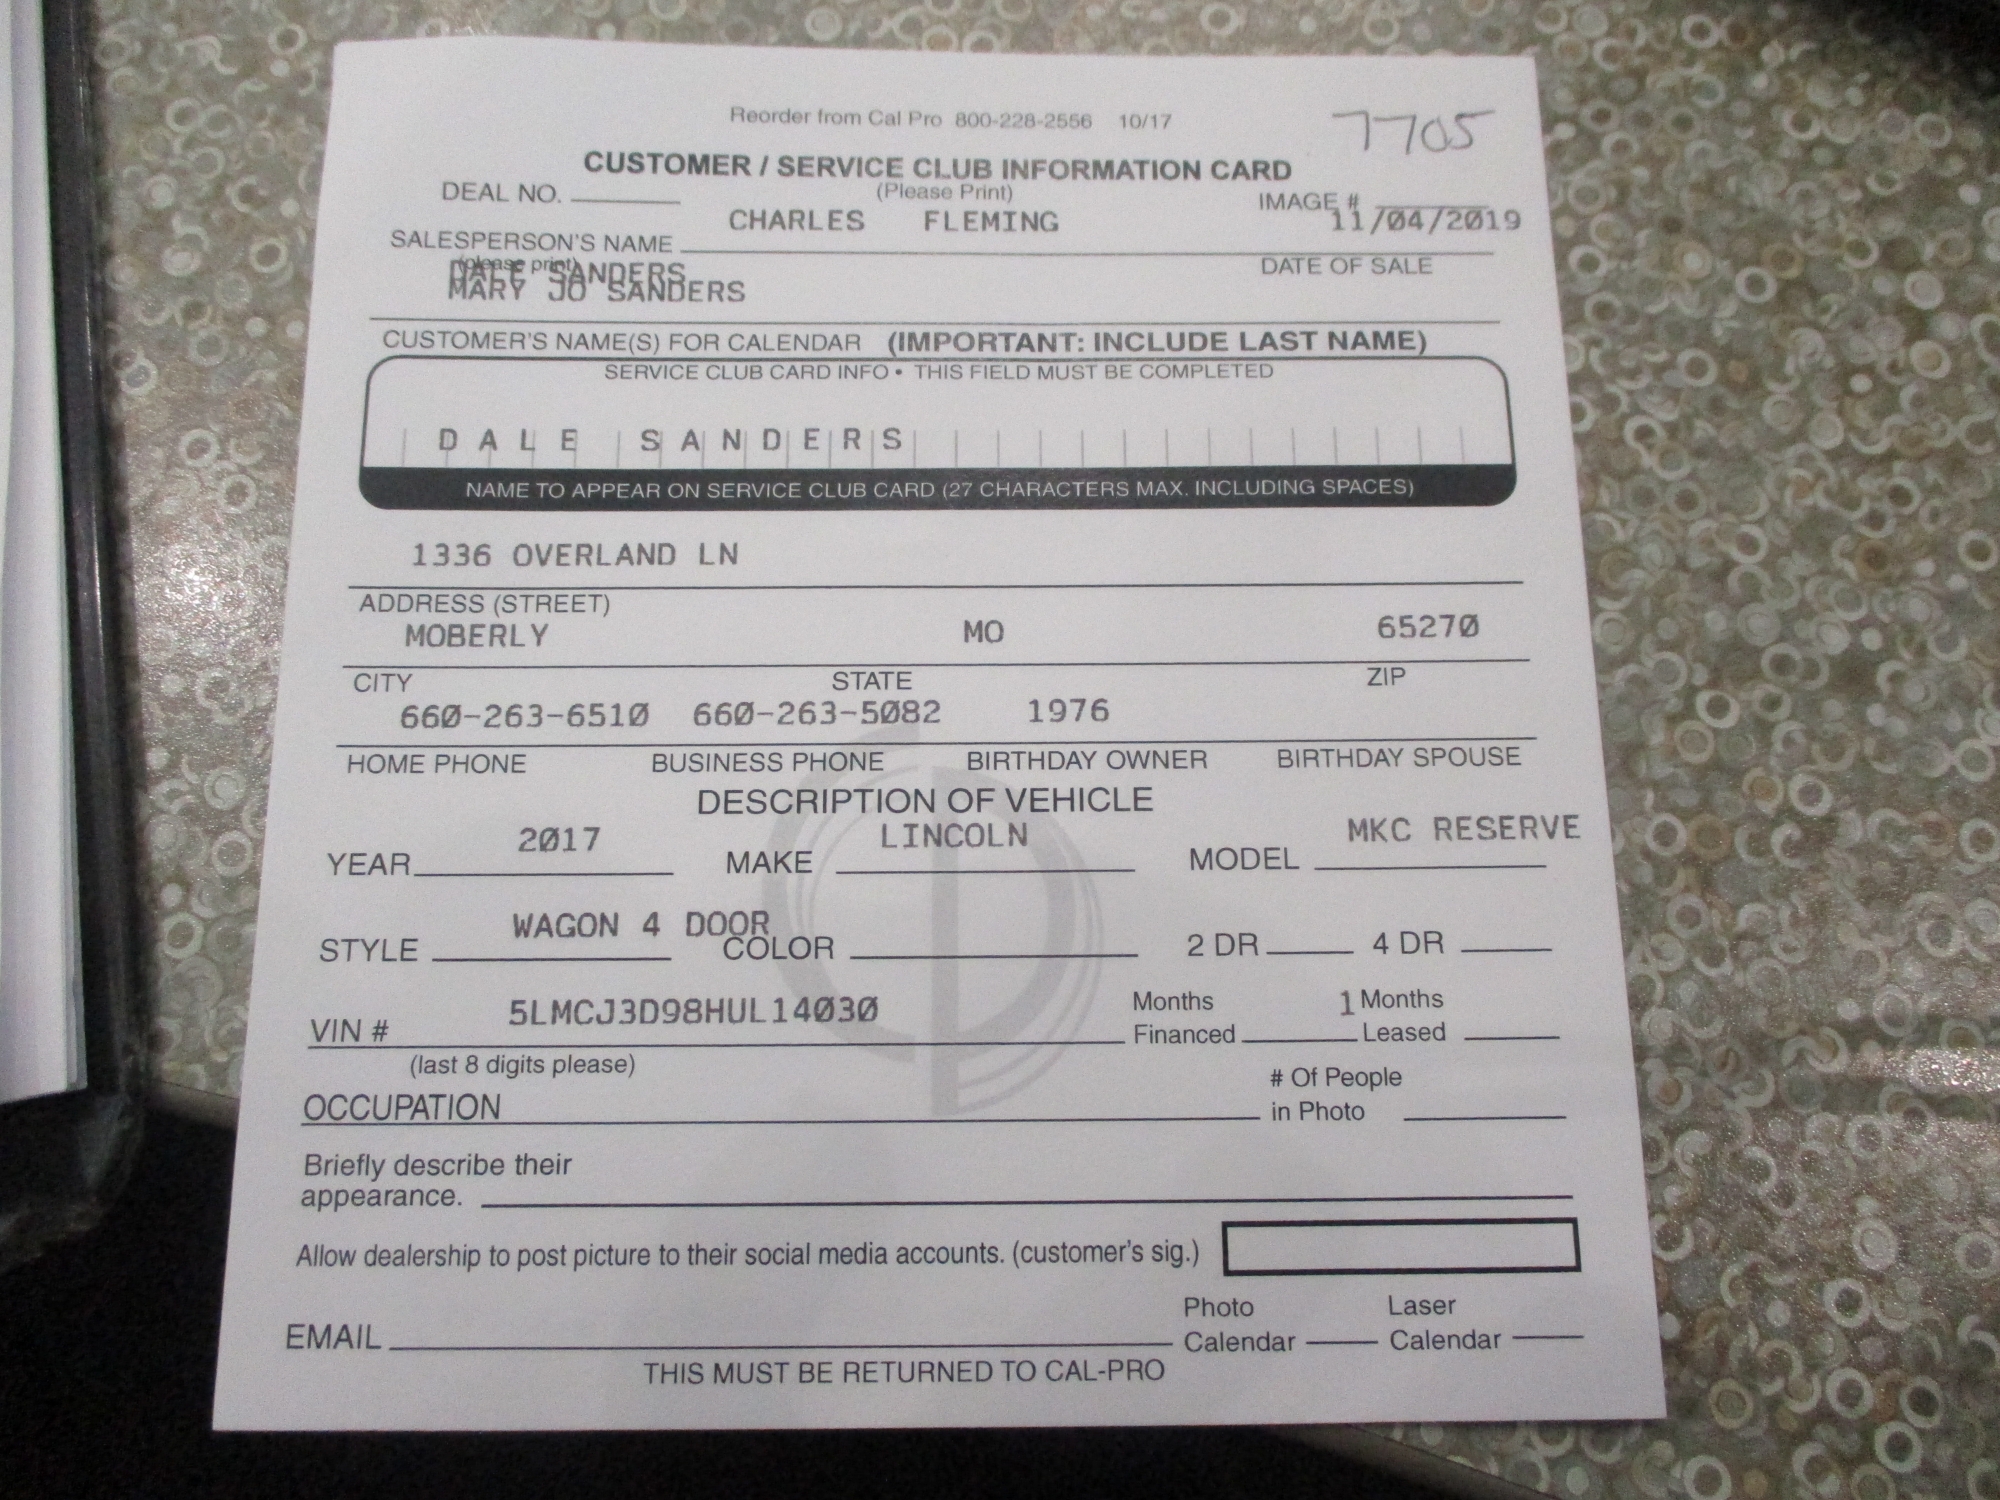 Reorder from Cal Pro 800-228-2556 10/17
7705
CUSTOMER / SERVICE CLUB INFORMATION CARD
DEAL NO. (Please Print) IMAGE #
CHARLES FLEMING 11/04/2019
SALESPERSON'S NAME
(please print) DATE OF SALE
DALE SANDERS
MARY JO SANDERS
CUSTOMER'S NAME(S) FOR CALENDAR (IMPORTANT: INCLUDE LAST NAME)
SERVICE CLUB CARD INFO • THIS FIELD MUST BE COMPLETED
DALE SANDERS
NAME TO APPEAR ON SERVICE CLUB CARD (27 CHARACTERS MAX. INCLUDING SPACES)
1336 OVERLAND LN
ADDRESS (STREET)
MOBERLY MO 65270
CITY STATE ZIP
660-263-6510 660-263-5082 1976
HOME PHONE BUSINESS PHONE BIRTHDAY OWNER BIRTHDAY SPOUSE
DESCRIPTION OF VEHICLE
2017 LINCOLN MKC RESERVE
YEAR MAKE MODEL
WAGON 4 DOOR
STYLE COLOR 2 DR 4 DR
5LMCJ3D98HUL14030 Months 1 Months
VIN # Financed Leased
(last 8 digits please) # Of People
OCCUPATION in Photo
Briefly describe their
appearance.
Allow dealership to post picture to their social media accounts. (customer's sig.)
Photo Laser
EMAIL Calendar Calendar
THIS MUST BE RETURNED TO CAL-PRO